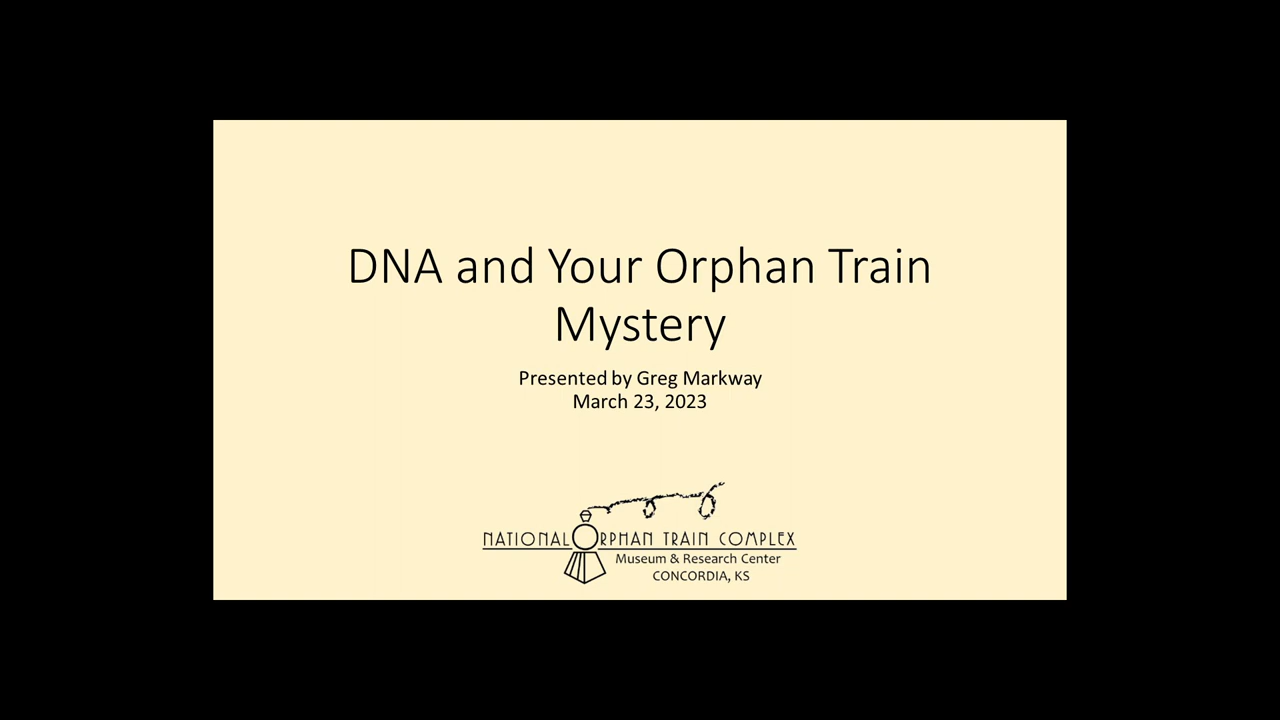 DNA and Your Orphan Train
Mystery
Presented by Greg Markway
March 23, 2023
NATIONAL ORPHAN TRAIN COMPLEX
Museum & Research Center
CONCORDIA, KS